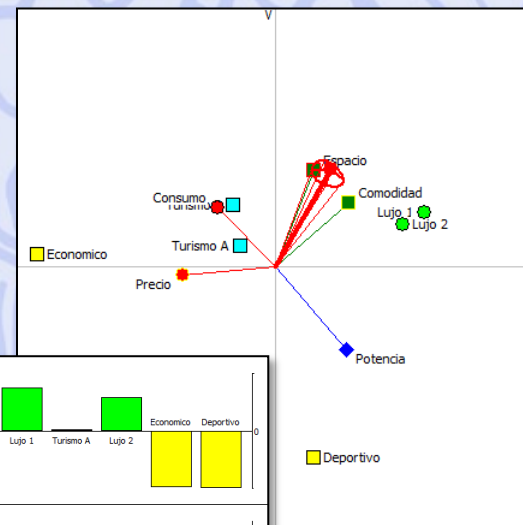 V
Espacio
Consumo
Comodidad
Lujo 1
Lujo 2
Turismo A
Economico
Precio
Potencia
Deportivo
Lujo 1 Turismo A Lujo 2 Economico Deportivo
0